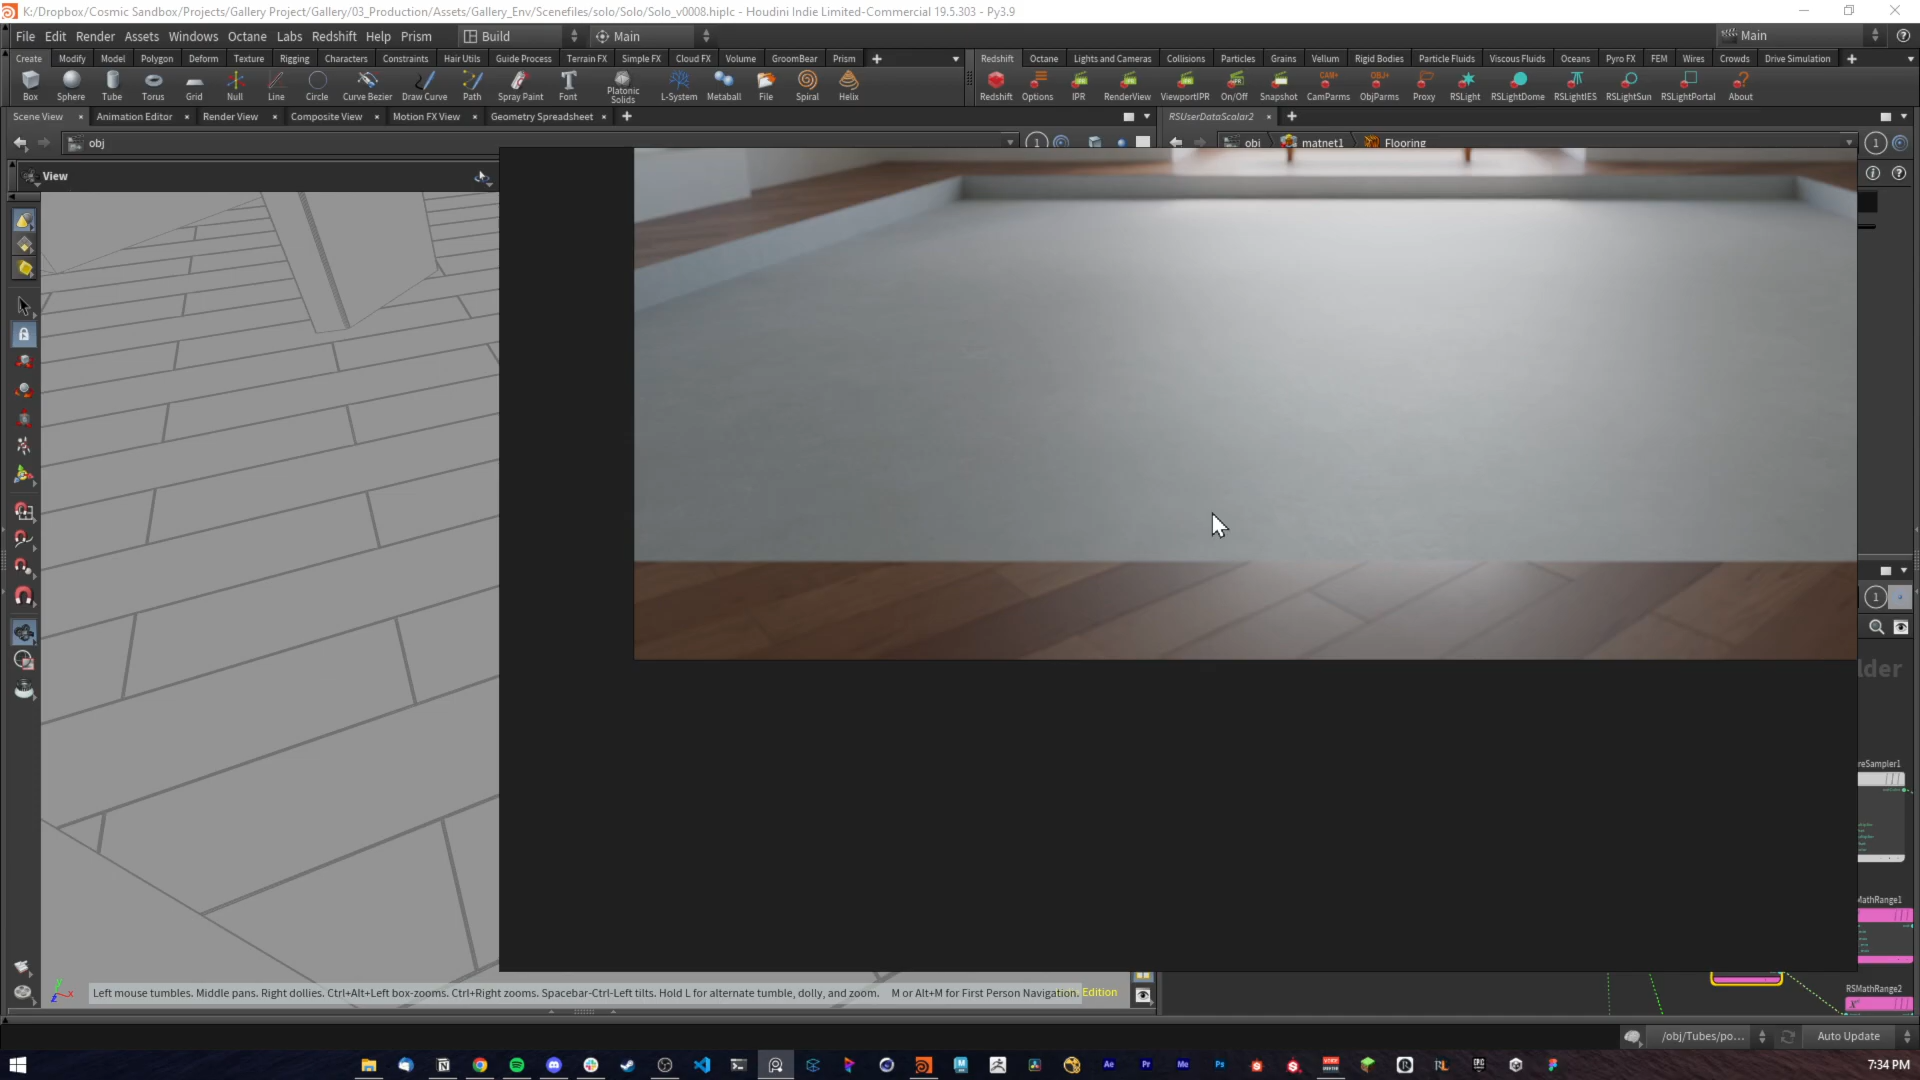 K:/Dropbox/Cosmic Sandbox/Projects/Gallery Project/Gallery/03_Production/Assets/Gallery_Env/Scenefiles/solo/Solo/Solo_v0008.hiplc - Houdini Indie Limited-Commercial 19.5.303 - Py3.9
File Edit Render Assets Windows Octane Labs Redshift Help Prism Build Main Main
Create Modify Model Polygon Deform Texture Rigging Characters Constraints Hair Utils Guide Process Terrain FX Simple FX Cloud FX Volume GroomBear Prism Redshift Octane Lights and Cameras Collisions Particles Grains Vellum Rigid Bodies Particle Fluids Viscous Fluids Oceans Pyro FX FEM Wires Crowds Drive Simulation
Box Sphere Tube Torus Grid Null Line Circle Curve Bezier Draw Curve Path Spray Paint Font Platonic Solids L-System Metaball File Spiral Helix Redshift Options IPR RenderView ViewportIPR On/Off Snapshot CamParms ObjParms Proxy RSLight RSLightDome RSLightIES RSLightSun RSLightPortal About
Scene View Animation Editor Render View Composite View Motion FX View Geometry Spreadsheet RSUserDataScalar2
obj 1 obj matnet1 Flooring 1
View
1
lder
reSampler1
MathRange1
RSMathRange2
Left mouse tumbles. Middle pans. Right dollies. Ctrl+Alt+Left box-zooms. Ctrl+Right zooms. Spacebar-Ctrl-Left tilts. Hold L for alternate tumble, dolly, and zoom. M or Alt+M for First Person Navigation. Edition
/obj/Tubes/po... Auto Update
7:34 PM